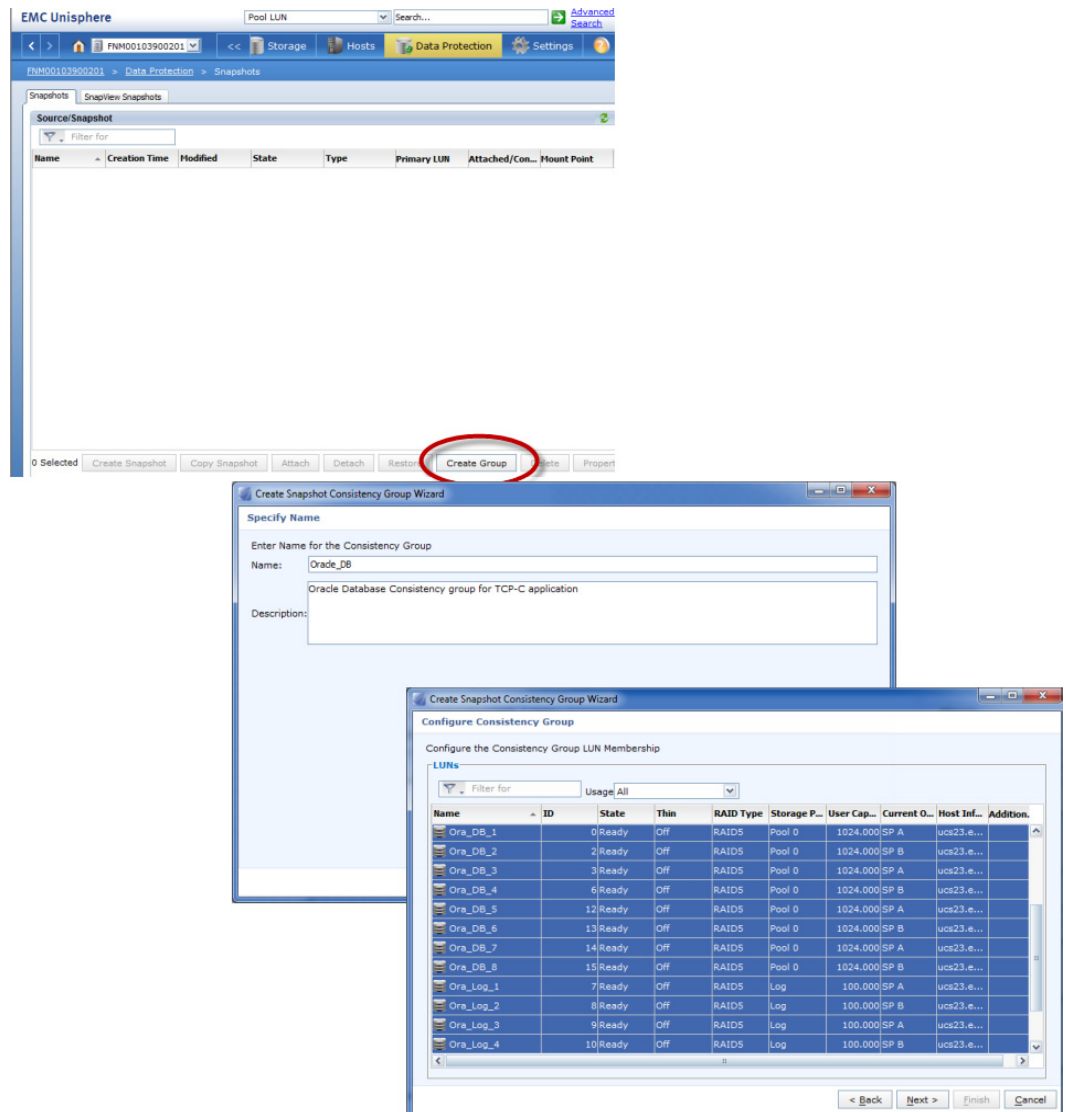 EMC Unisphere Pool LUN Search... Advanced Search
FNM00103900201 << Storage Hosts Data Protection Settings ?
FNM00103900201 > Data Protection > Snapshots
Snapshots SnapView Snapshots
Source/Snapshot
Filter for
Name Creation Time Modified State Type Primary LUN Attached/Con... Mount Point
0 Selected Create Snapshot Copy Snapshot Attach Detach Restore Create Group Delete Propert
Create Snapshot Consistency Group Wizard
Specify Name
Enter Name for the Consistency Group
Name: Oracle_DB
Oracle Database Consistency group for TCP-C application
Description:
Create Snapshot Consistency Group Wizard
Configure Consistency Group
Configure the Consistency Group LUN Membership
LUNs
Filter for Usage All
Name ID State Thin RAID Type Storage P... User Cap... Current O... Host Inf... Addition.
Ora_DB_1 0 Ready Off RAID5 Pool 0 1024.000 SP A ucs23.e...
Ora_DB_2 2 Ready Off RAID5 Pool 0 1024.000 SP B ucs23.e...
Ora_DB_3 3 Ready Off RAID5 Pool 0 1024.000 SP A ucs23.e...
Ora_DB_4 6 Ready Off RAID5 Pool 0 1024.000 SP B ucs23.e...
Ora_DB_5 12 Ready Off RAID5 Pool 0 1024.000 SP A ucs23.e...
Ora_DB_6 13 Ready Off RAID5 Pool 0 1024.000 SP B ucs23.e...
Ora_DB_7 14 Ready Off RAID5 Pool 0 1024.000 SP A ucs23.e...
Ora_DB_8 15 Ready Off RAID5 Pool 0 1024.000 SP B ucs23.e...
Ora_Log_1 7 Ready Off RAID5 Log 100.000 SP A ucs23.e...
Ora_Log_2 8 Ready Off RAID5 Log 100.000 SP B ucs23.e...
Ora_Log_3 9 Ready Off RAID5 Log 100.000 SP A ucs23.e...
Ora_Log_4 10 Ready Off RAID5 Log 100.000 SP B ucs23.e...
< Back Next > Finish Cancel